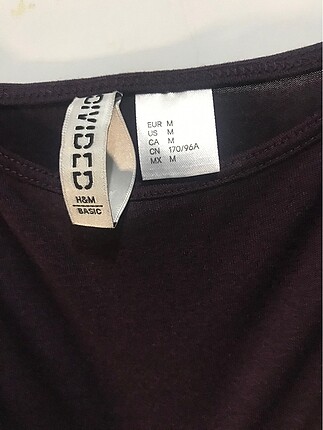 DIVIDED
H&M
BASIC
EUR M
US M
CA M
CN 170/96A
MX M